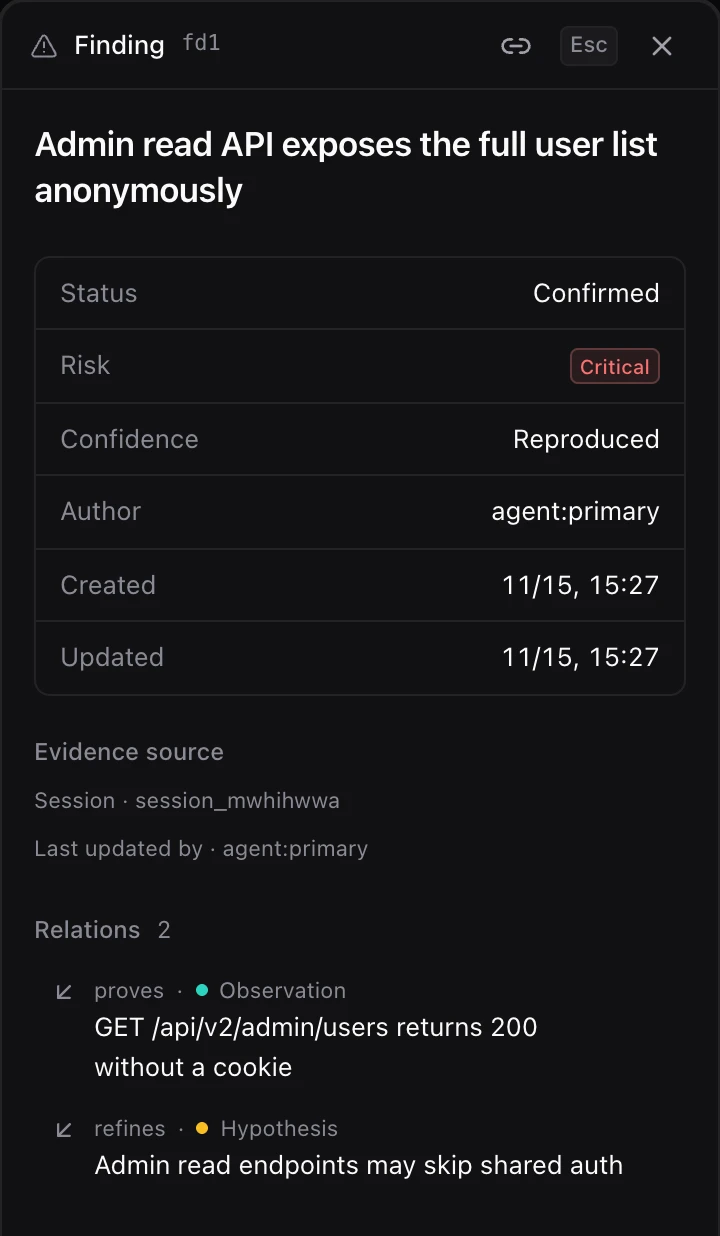 Finding fd1 Esc
Admin read API exposes the full user list
anonymously
Status Confirmed
Risk Critical
Confidence Reproduced
Author agent:primary
Created 11/15, 15:27
Updated 11/15, 15:27
Evidence source
Session · session_mwhihwwa
Last updated by · agent:primary
Relations 2
proves · Observation
GET /api/v2/admin/users returns 200
without a cookie
refines · Hypothesis
Admin read endpoints may skip shared auth